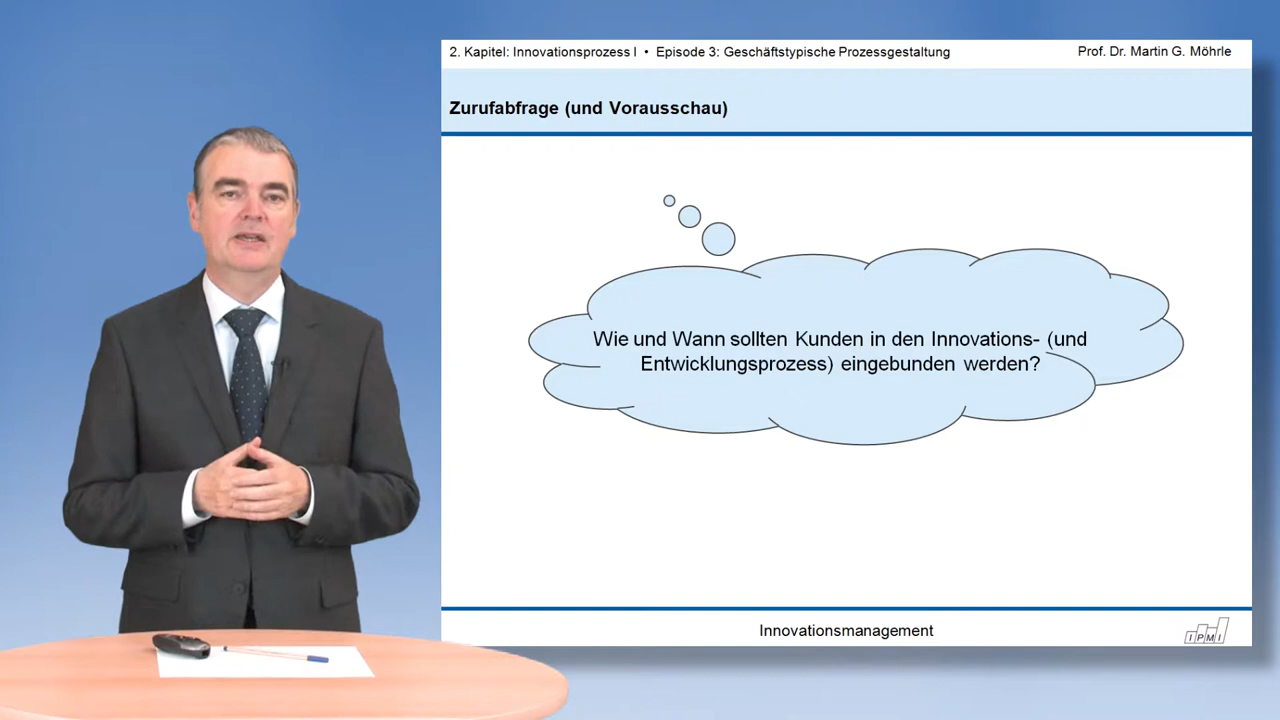 2. Kapitel: Innovationsprozess I • Episode 3: Geschäftstypische Prozessgestaltung
Prof. Dr. Martin G. Möhrle
Zurufabfrage (und Vorausschau)
Wie und Wann sollten Kunden in den Innovations- (und
Entwicklungsprozess) eingebunden werden?
Innovationsmanagement
IPMI